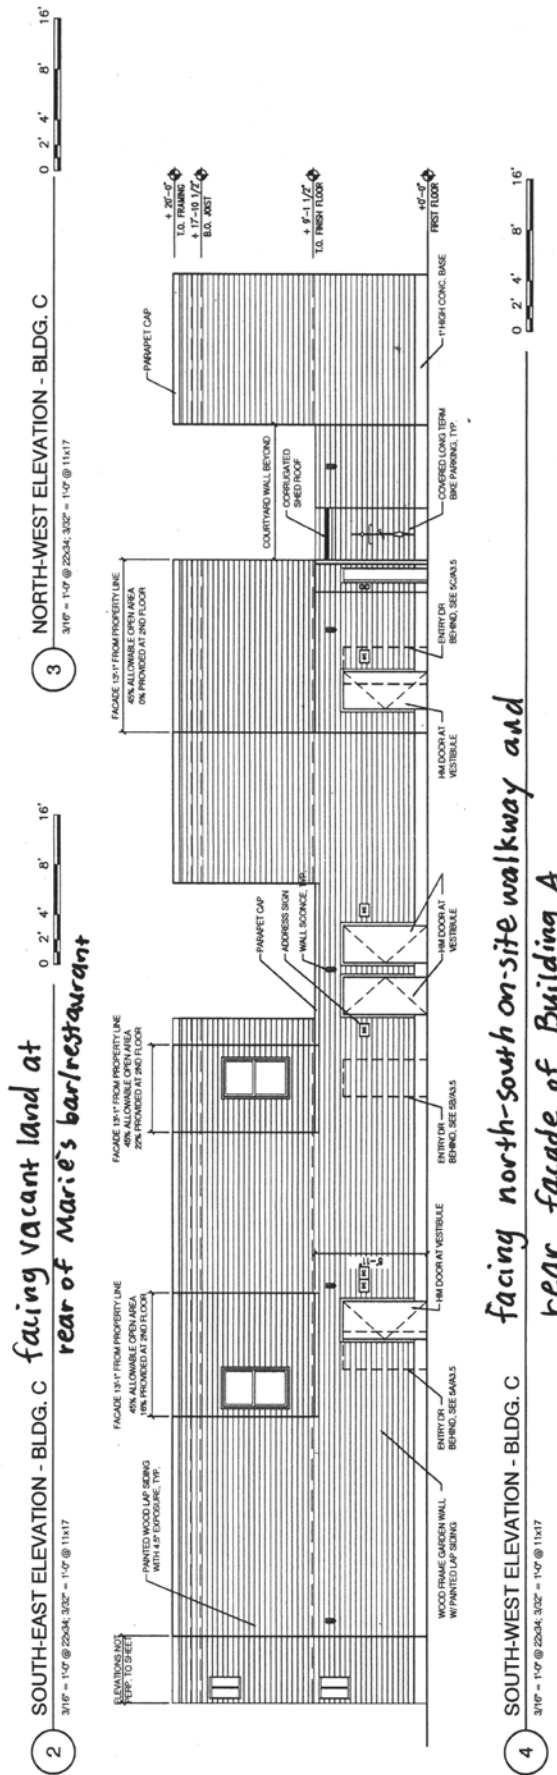 2
SOUTH-EAST ELEVATION - BLDG. C
3/16" = 1'-0" @ 22x34; 3/32" = 1'-0" @ 11x17
facing vacant land at
rear of Marie's bar/restaurant
0 2' 4' 8' 16'
3
NORTH-WEST ELEVATION - BLDG. C
3/16" = 1'-0" @ 22x34; 3/32" = 1'-0" @ 11x17
0 2' 4' 8' 16'
ELEVATIONS NOT
PERP. TO SHEET
PAINTED WOOD LAP SIDING
WITH 4.5" EXPOSURE, TYP.
FACADE 13'-1" FROM PROPERTY LINE
45% ALLOWABLE OPEN AREA
16% PROVIDED AT 2ND FLOOR
FACADE 13'-1" FROM PROPERTY LINE
45% ALLOWABLE OPEN AREA
22% PROVIDED AT 2ND FLOOR
PARAPET CAP
ADDRESS SIGN
WALL SCONCE, TYP.
FACADE 13'-1" FROM PROPERTY LINE
45% ALLOWABLE OPEN AREA
0% PROVIDED AT 2ND FLOOR
COURTYARD WALL BEYOND
CORRUGATED
SHED ROOF
PARAPET CAP
+ 20'-0"
T.O. FRAMING
+ 17'-10 1/2"
B.O. JOIST
+ 9'-1 1/2"
T.O. FINISH FLOOR
+0'-0"
FIRST FLOOR
WOOD FRAME GARDEN WALL
W/ PAINTED LAP SIDING
ENTRY DR
BEHIND, SEE 5A/A3.5
HM DOOR AT VESTIBULE
ENTRY DR
BEHIND, SEE 5B/A3.5
HM DOOR AT
VESTIBULE
HM DOOR AT
VESTIBULE
ENTRY DR
BEHIND, SEE 5C/A3.5
COVERED LONG TERM
BIKE PARKING, TYP.
1' HIGH CONC. BASE
4
SOUTH-WEST ELEVATION - BLDG. C
3/16" = 1'-0" @ 22x34; 3/32" = 1'-0" @ 11x17
facing north-south on-site walkway and
rear facade of Building A
0 2' 4' 8' 16'